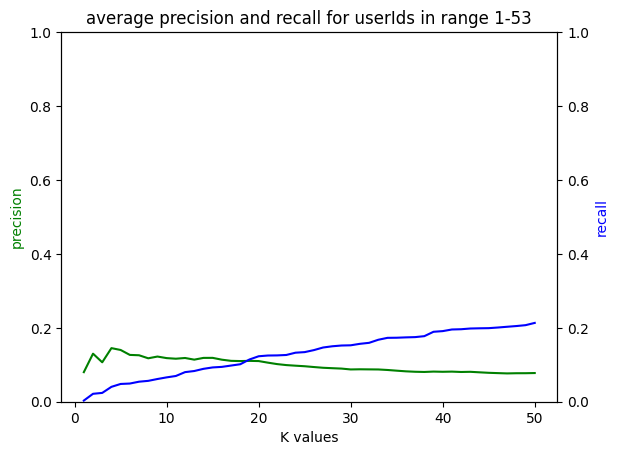 average precision and recall for userIds in range 1-53
1.0
0.8
0.6
0.4
0.2
0.0
precision
1.0
0.8
0.6
0.4
0.2
0.0
recall
0 10 20 30 40 50
K values